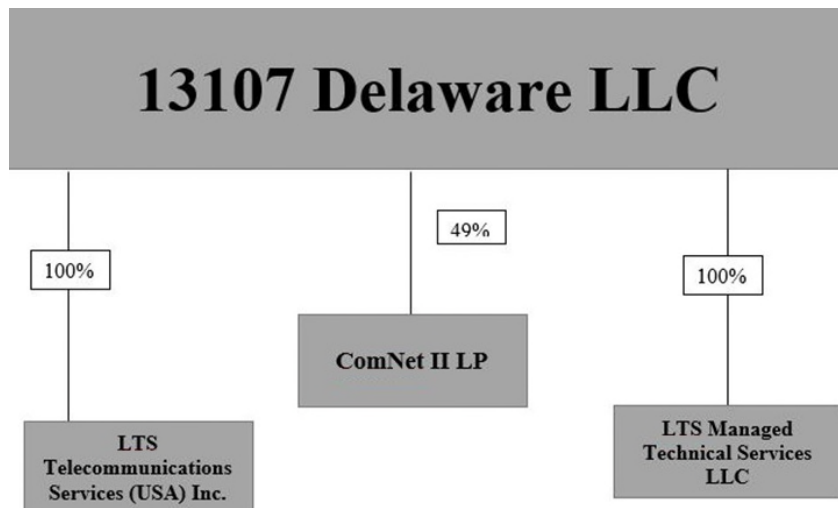 13107 Delaware LLC
49%
100%
100%
ComNet II LP
LTS
Telecommunications
Services (USA) Inc.
LTS Managed
Technical Services
LLC